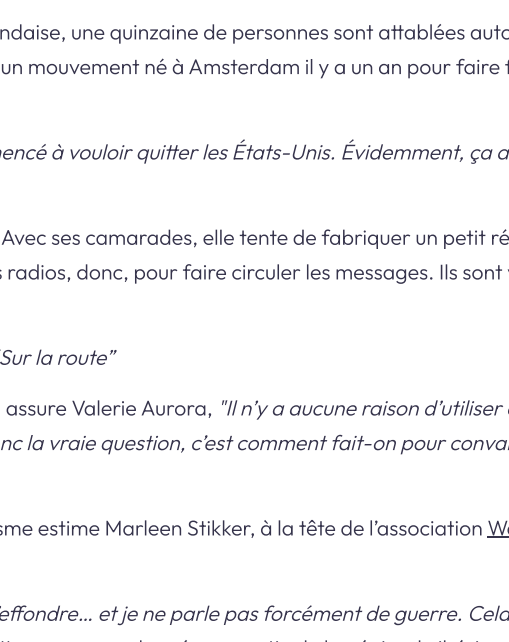 ndaise, une quinzaine de personnes sont attablées auto
un mouvement né à Amsterdam il y a un an pour faire f
encé à vouloir quitter les États-Unis. Évidemment, ça a
Avec ses camarades, elle tente de fabriquer un petit ré
s radios, donc, pour faire circuler les messages. Ils sont
Sur la route”
assure Valerie Aurora, "Il n’y a aucune raison d’utiliser
nc la vraie question, c’est comment fait-on pour convai
sme estime Marleen Stikker, à la tête de l’association Wa
’effondre… et je ne parle pas forcément de guerre. Cela